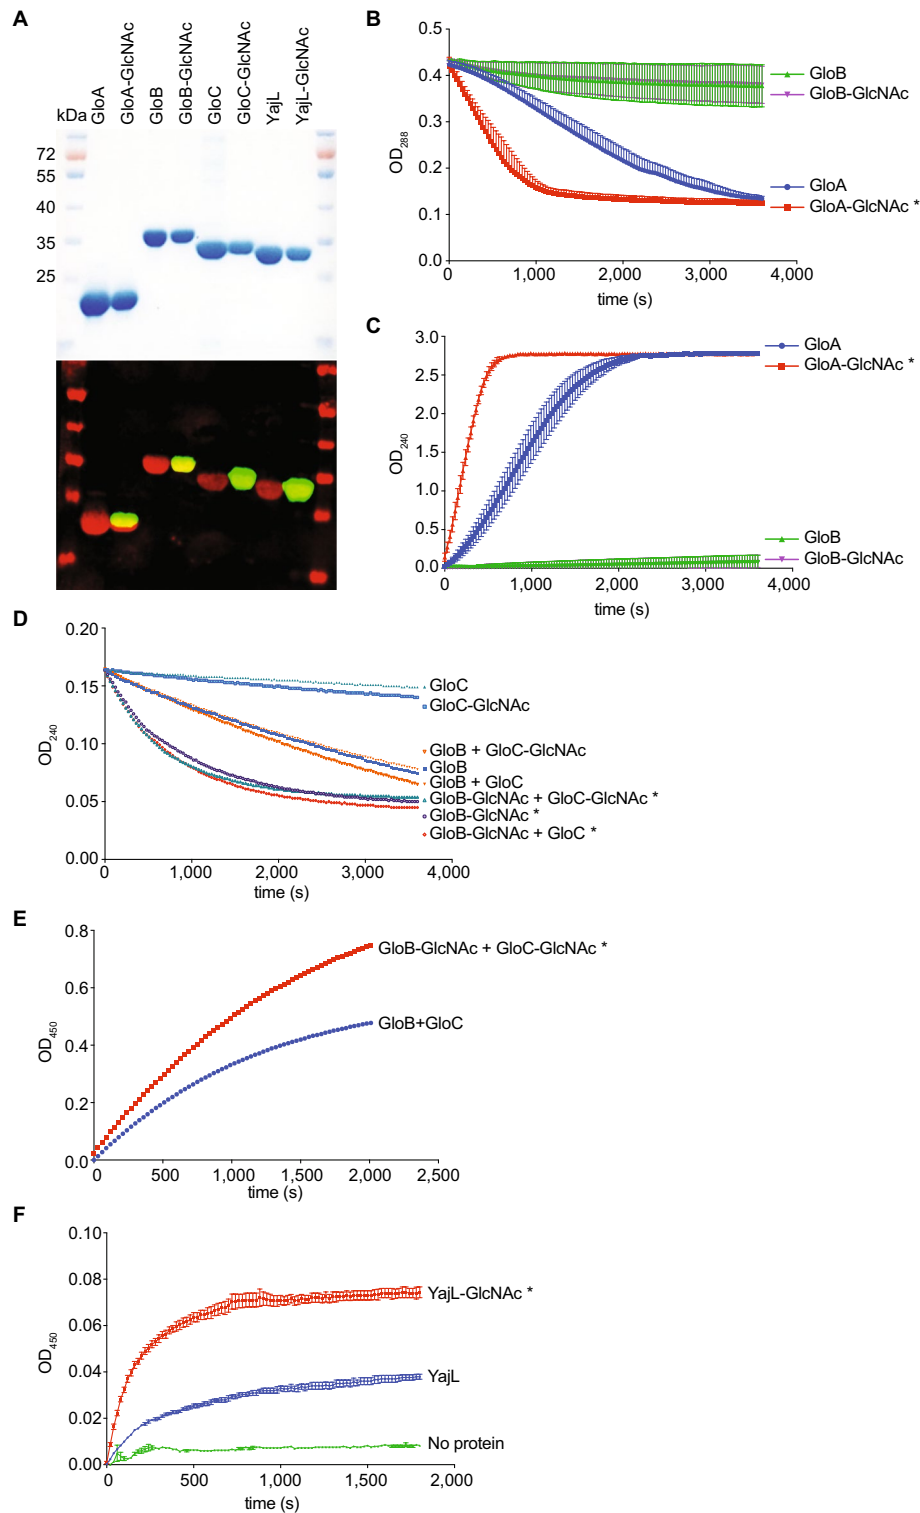 A
kDa
GloA
GloA-GlcNAc
GloB
GloB-GlcNAc
GloC
GloC-GlcNAc
YajL
YajL-GlcNAc
72
55
40
35
25
B
0.5
0.4
0.3
0.2
0.1
0.0
OD288
0
1,000
2,000
3,000
4,000
time (s)
GloB
GloB-GlcNAc
GloA
GloA-GlcNAc *
C
3.0
2.5
2.0
1.5
1.0
0.5
0.0
OD240
0
1,000
2,000
3,000
4,000
time (s)
GloA
GloA-GlcNAc *
GloB
GloB-GlcNAc
D
0.20
0.15
0.10
0.05
0.00
OD240
0
1,000
2,000
3,000
4,000
time (s)
GloC
GloC-GlcNAc
GloB + GloC-GlcNAc
GloB
GloB + GloC
GloB-GlcNAc + GloC-GlcNAc *
GloB-GlcNAc *
GloB-GlcNAc + GloC *
E
0.8
0.6
0.4
0.2
0.0
OD450
0
500
1,000
1,500
2,000
2,500
time (s)
GloB-GlcNAc + GloC-GlcNAc *
GloB+GloC
F
0.10
0.08
0.06
0.04
0.02
0.00
OD450
0
500
1,000
1,500
2,000
time (s)
YajL-GlcNAc *
YajL
No protein